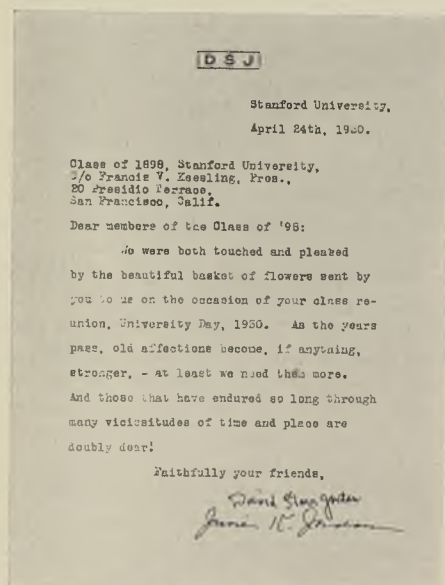 DSJ
Stanford University,
April 24th, 1930.
Class of 1898, Stanford University,
C/o Francis V. Keesling, Pres.,
20 Presidio Terrace,
San Francisco, Calif.
Dear members of the Class of '98:
We were both touched and pleased
by the beautiful basket of flowers sent by
you to us on the occasion of your class re-
union, University Day, 1930. As the years
pass, old affections become, if anything,
stronger, - at least we need them more.
And those that have endured so long through
many vicissitudes of time and place are
doubly dear!
Faithfully your friends,
David Starr Jordan
Jessie K. Jordan